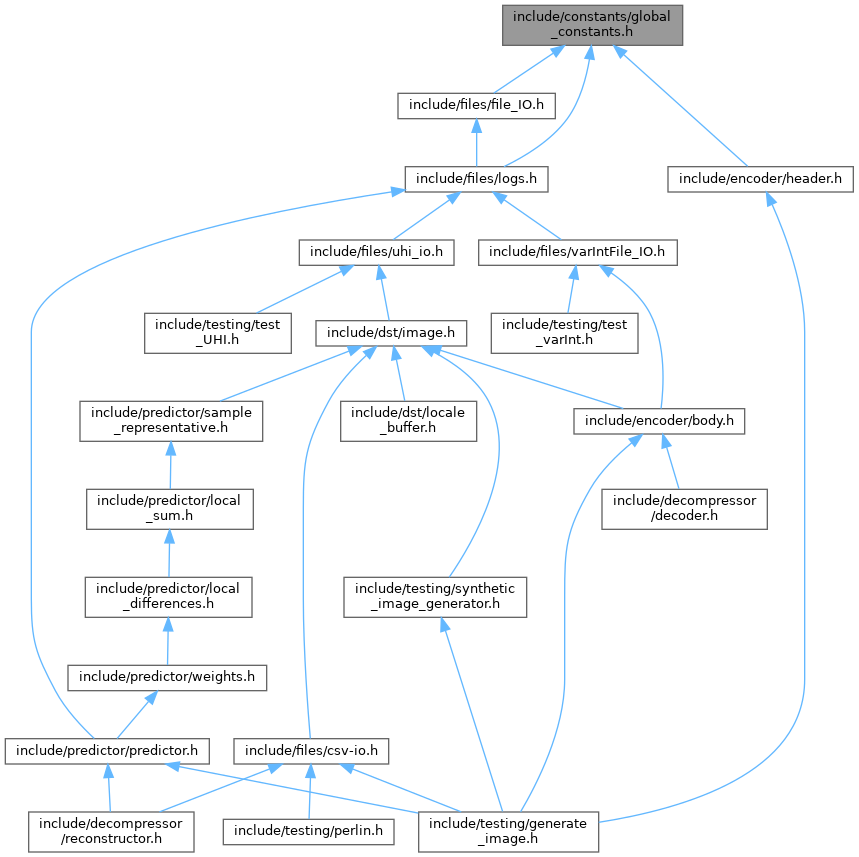 include/constants/global
_constants.h
include/files/file_IO.h
include/files/logs.h
include/encoder/header.h
include/files/uhi_io.h
include/files/varIntFile_IO.h
include/testing/test
_UHI.h
include/dst/image.h
include/testing/test
_varInt.h
include/predictor/sample
_representative.h
include/dst/locale
_buffer.h
include/encoder/body.h
include/predictor/local
_sum.h
include/decompressor
/decoder.h
include/predictor/local
_differences.h
include/testing/synthetic
_image_generator.h
include/predictor/weights.h
include/predictor/predictor.h
include/files/csv-io.h
include/decompressor
/reconstructor.h
include/testing/perlin.h
include/testing/generate
_image.h